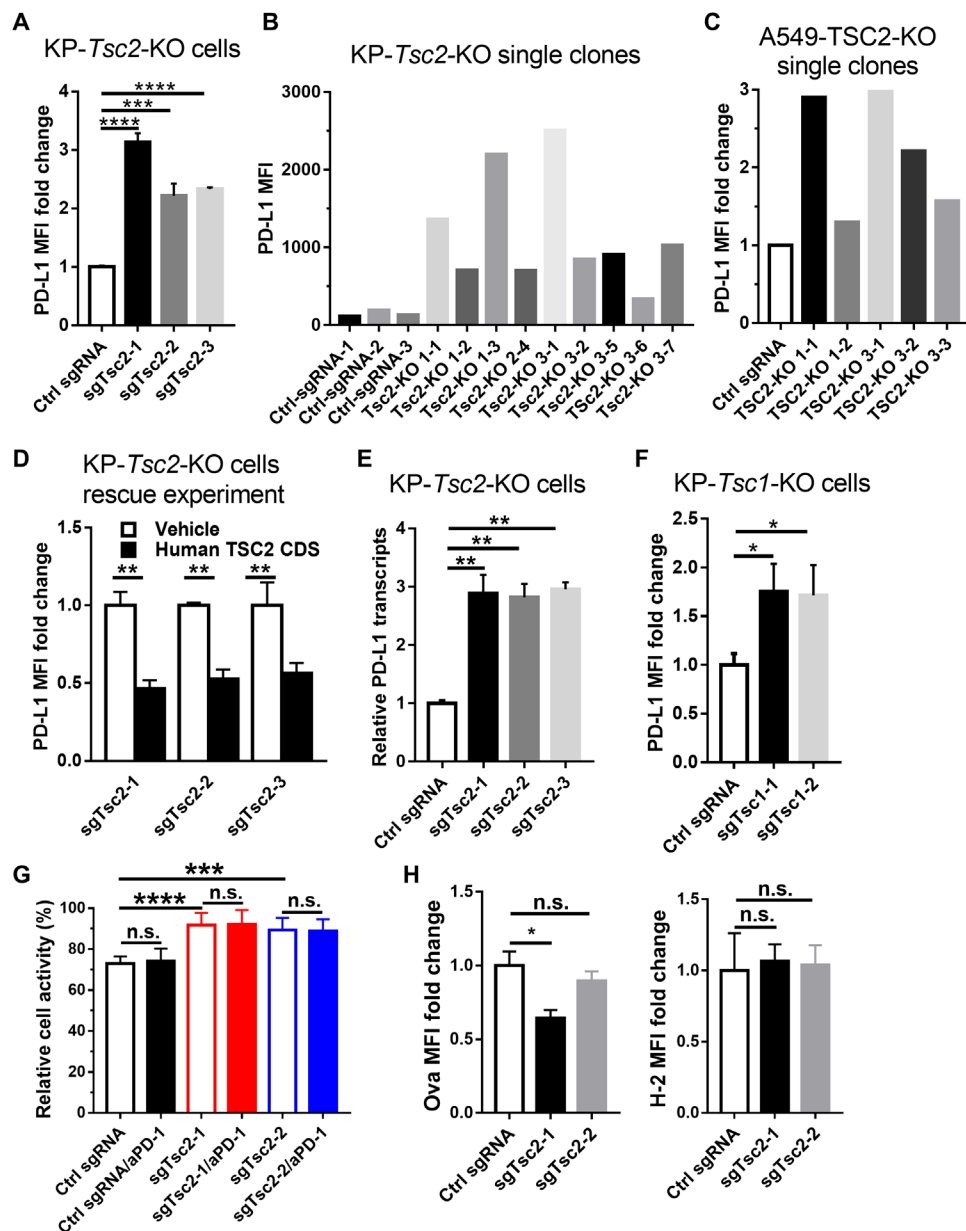 A
KP-Tsc2-KO cells
PD-L1 MFI fold change
4
3
2
1
0
****
***
****
Ctrl sgRNA
sgTsc2-1
sgTsc2-2
sgTsc2-3
B
KP-Tsc2-KO single clones
PD-L1 MFI
3000
2000
1000
0
Ctrl-sgRNA-1
Ctrl-sgRNA-2
Ctrl-sgRNA-3
Tsc2-KO 1-1
Tsc2-KO 1-2
Tsc2-KO 1-3
Tsc2-KO 2-4
Tsc2-KO 3-1
Tsc2-KO 3-2
Tsc2-KO 3-5
TSC2-KO 3-6
Tsc2-KO 3-7
C
A549-TSC2-KO
single clones
PD-L1 MFI fold change
3
2
1
0
Ctrl sgRNA
TSC2-KO 1-1
TSC2-KO 1-2
TSC2-KO 3-1
TSC2-KO 3-2
TSC2-KO 3-3
D
KP-Tsc2-KO cells
rescue experiment
PD-L1 MFI fold change
1.5
1.0
0.5
0.0
Vehicle
Human TSC2 CDS
**
**
**
sgTsc2-1
sgTsc2-2
sgTsc2-3
E
KP-Tsc2-KO cells
Relative PD-L1 transcripts
4
3
2
1
0
**
**
**
Ctrl sgRNA
sgTsc2-1
sgTsc2-2
sgTsc2-3
F
KP-Tsc1-KO cells
PD-L1 MFI fold change
2.5
2.0
1.5
1.0
0.5
0.0
*
*
Ctrl sgRNA
sgTsc1-1
sgTsc1-2
G
Relative cell activity (%)
100
80
60
40
20
0
***
****
n.s.
n.s.
n.s.
Ctrl sgRNA
Ctrl sgRNA/aPD-1
sgTsc2-1
sgTsc2-1/aPD-1
sgTsc2-2
sgTsc2-2/aPD-1
H
Ova MFI fold change
1.5
1.0
0.5
0.0
n.s.
*
Ctrl sgRNA
sgTsc2-1
sgTsc2-2
H-2 MFI fold change
1.5
1.0
0.5
0.0
n.s.
n.s.
Ctrl sgRNA
sgTsc2-1
sgTsc2-2